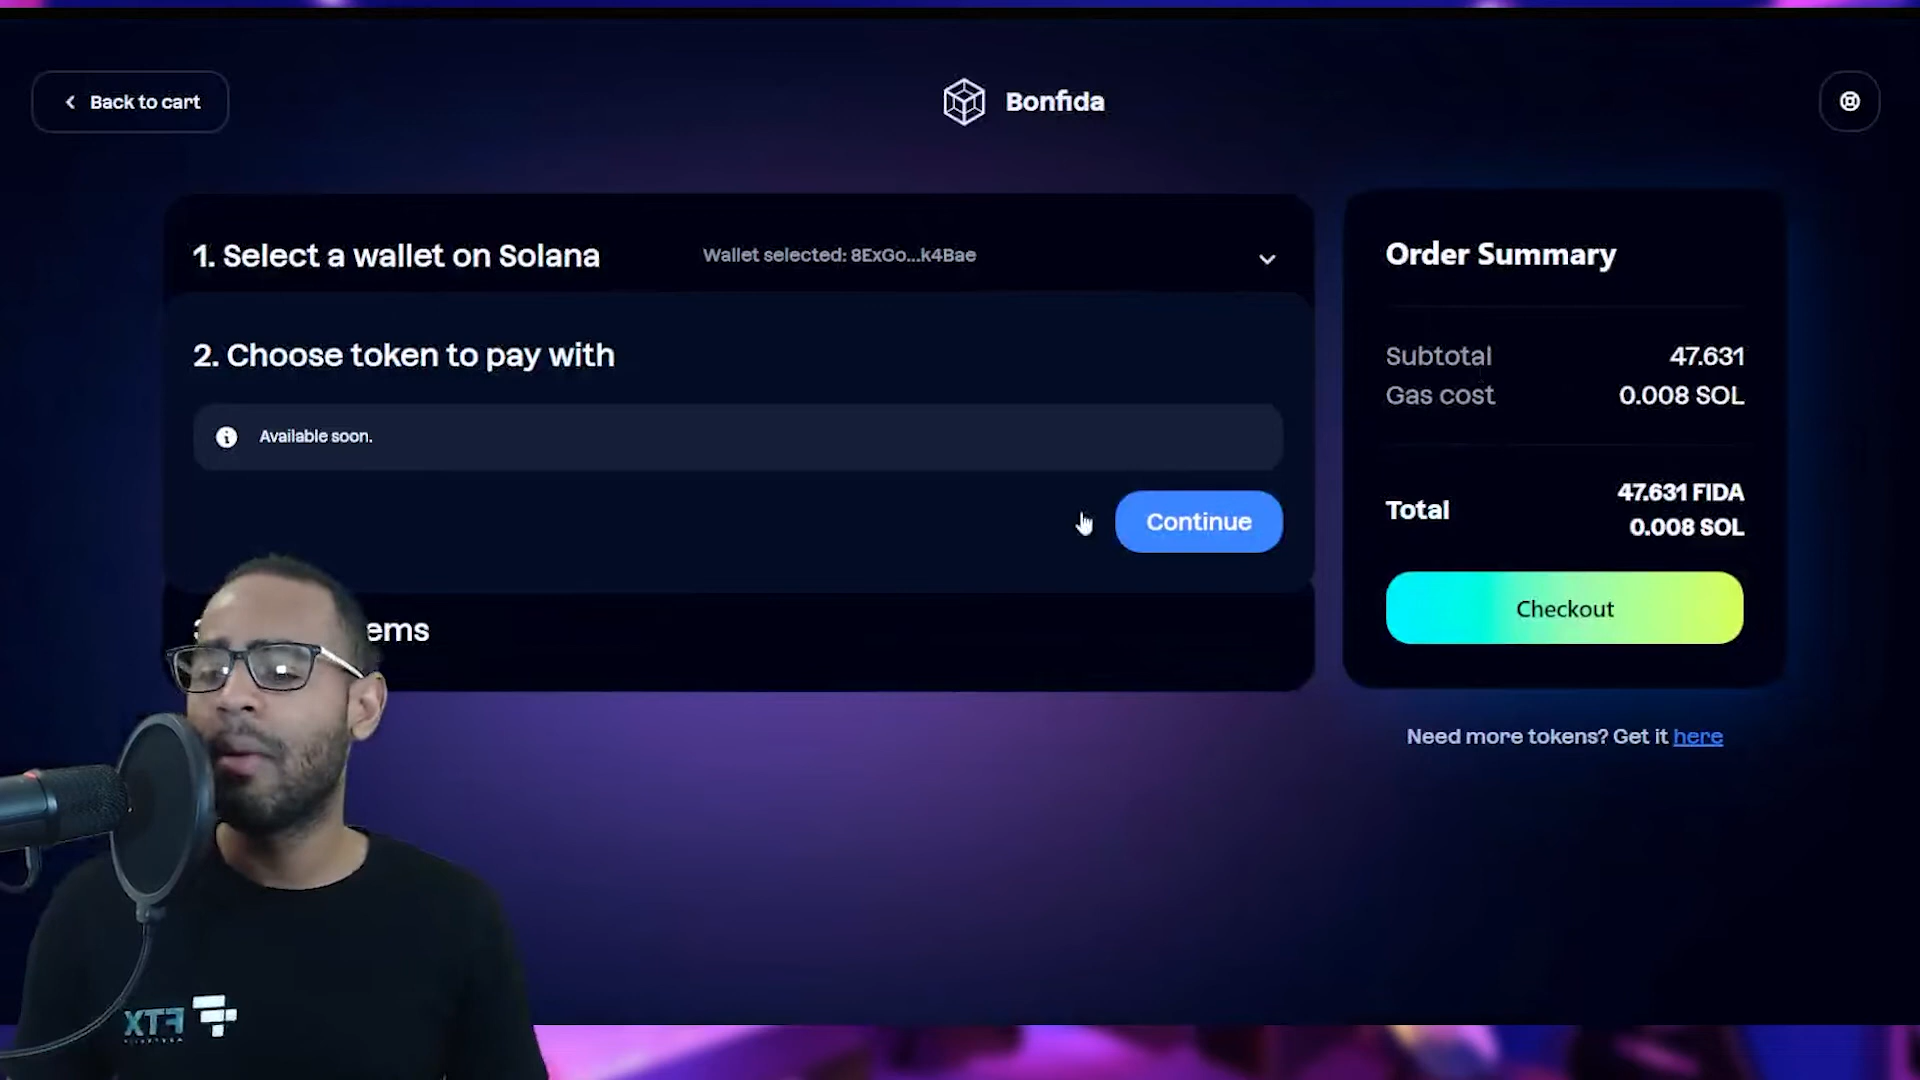 Back to cart
Bonfida
1. Select a wallet on Solana
Wallet selected: 8ExGo...k4Bae
2. Choose token to pay with
Available soon.
Continue
ems
Order Summary
Subtotal 47.631
Gas cost 0.008 SOL
Total 47.631 FIDA
0.008 SOL
Checkout
Need more tokens? Get it here
FTX